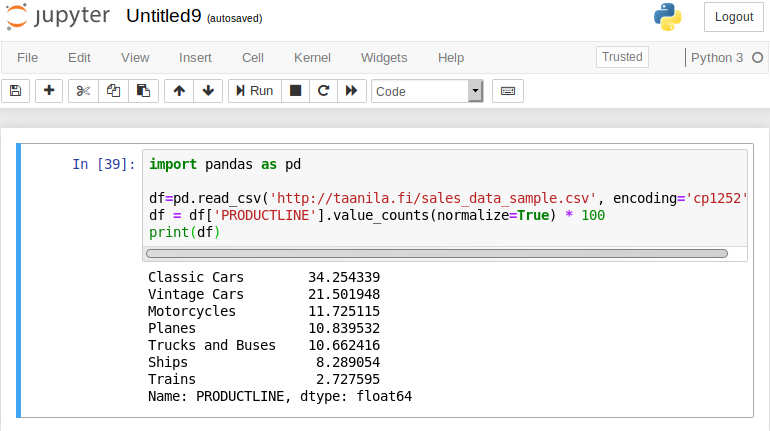 jupyter Untitled9 (autosaved) Logout
File Edit View Insert Cell Kernel Widgets Help Trusted Python 3
Run Code
In [39]: import pandas as pd
df=pd.read_csv('http://taanila.fi/sales_data_sample.csv', encoding='cp1252'
df = df['PRODUCTLINE'].value_counts(normalize=True) * 100
print(df)
Classic Cars 34.254339
Vintage Cars 21.501948
Motorcycles 11.725115
Planes 10.839532
Trucks and Buses 10.662416
Ships 8.289054
Trains 2.727595
Name: PRODUCTLINE, dtype: float64